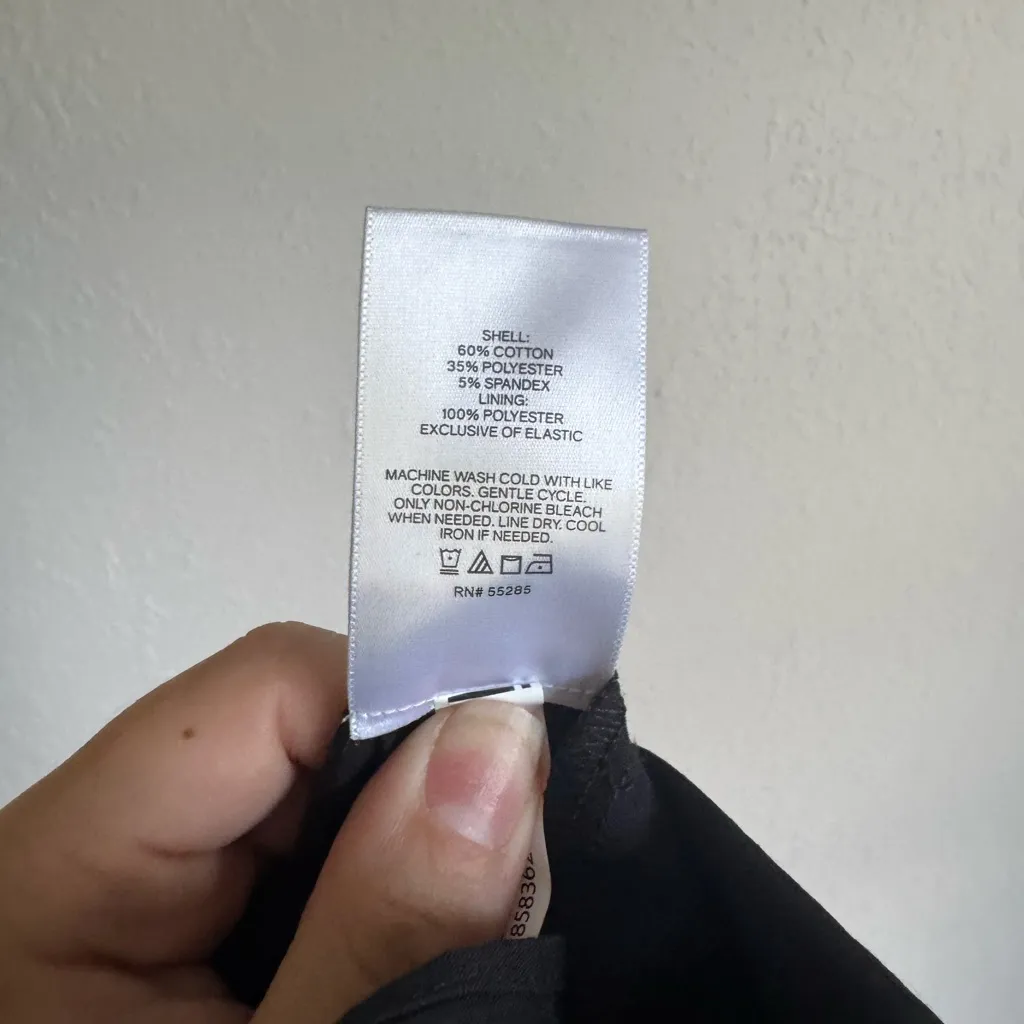 SHELL:
60% COTTON
35% POLYESTER
5% SPANDEX
LINING:
100% POLYESTER
EXCLUSIVE OF ELASTIC
MACHINE WASH COLD WITH LIKE
COLORS. GENTLE CYCLE.
ONLY NON-CHLORINE BLEACH
WHEN NEEDED. LINE DRY. COOL
IRON IF NEEDED.
RN# 55285